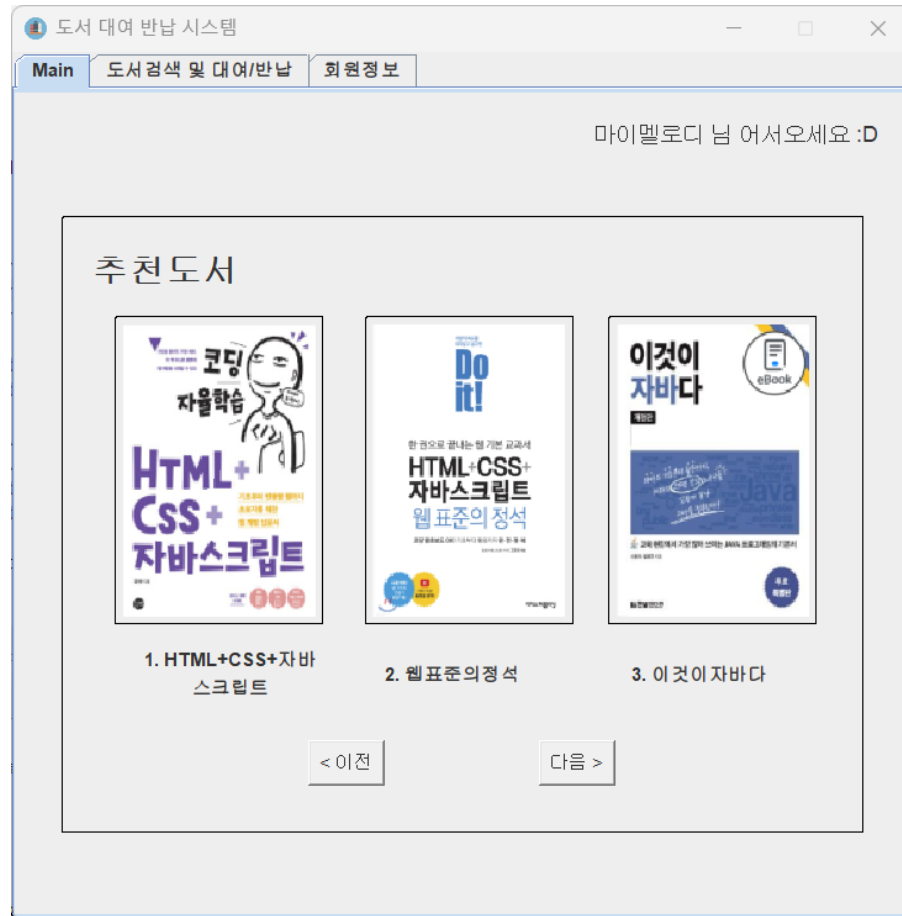 도서 대여 반납 시스템
Main 도서검색 및 대여/반납 회원정보
마이멜로디 님 어서오세요 :D
추천도서
코딩
자율학습
HTML+
CSS+
자바스크립트
Do
it!
한 권으로 끝내는 웹 기본 교과서
HTML+CSS+
자바스크립트
웹 표준의 정석
이것이
자바다
eBook
개정판
Java
무료
특별판
1. HTML+CSS+자바
스크립트
2. 웹표준의정석
3. 이것이자바다
< 이전
다음 >